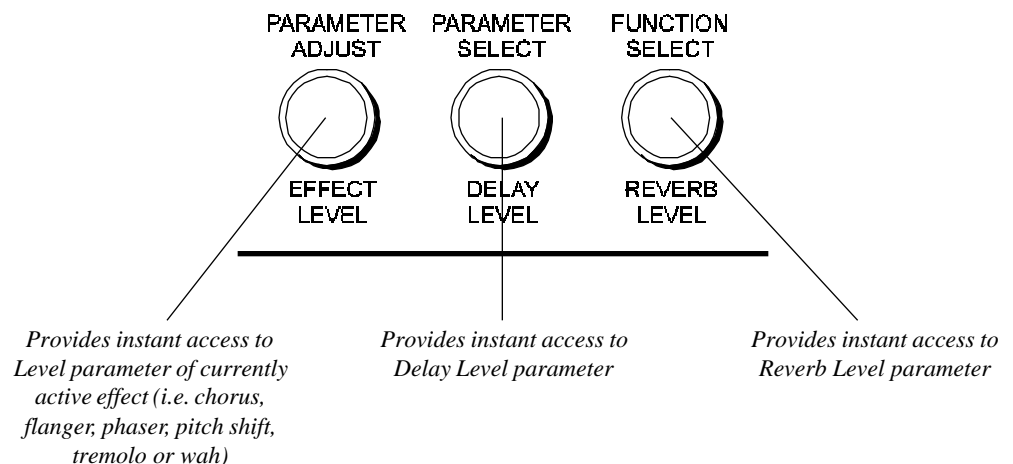 PARAMETER ADJUST
PARAMETER SELECT
FUNCTION SELECT
EFFECT LEVEL
DELAY LEVEL
REVERB LEVEL
Provides instant access to
Level parameter of currently
active effect (i.e. chorus,
flanger, phaser, pitch shift,
tremolo or wah)
Provides instant access to
Delay Level parameter
Provides instant access to
Reverb Level parameter